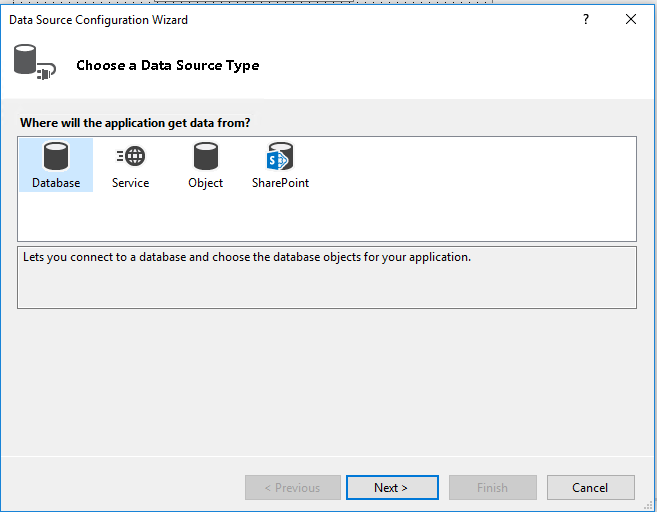 Data Source Configuration Wizard
?
Choose a Data Source Type
Where will the application get data from?
Database Service Object SharePoint
Lets you connect to a database and choose the database objects for your application.
< Previous Next > Finish Cancel